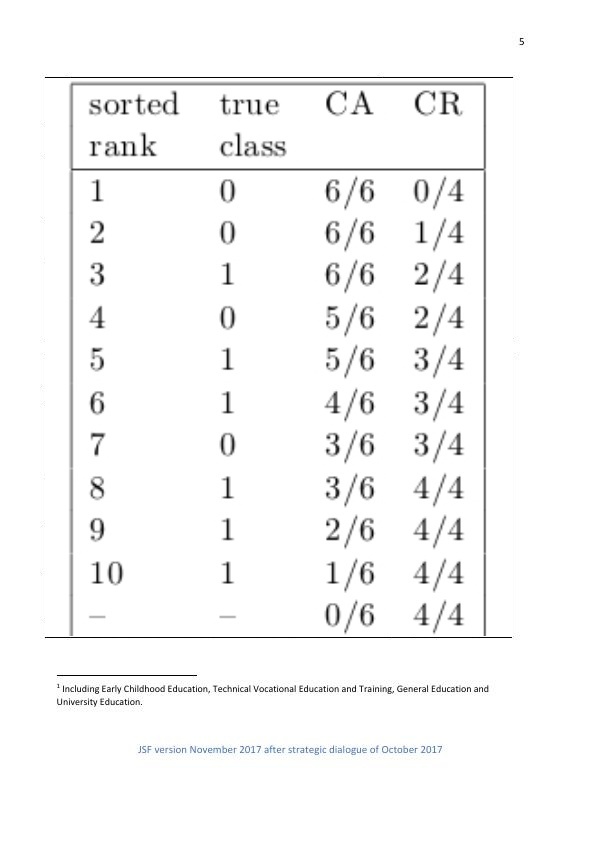 5
sorted true CA CR
rank class
1 0 6/6 0/4
2 0 6/6 1/4
3 1 6/6 2/4
4 0 5/6 2/4
5 1 5/6 3/4
6 1 4/6 3/4
7 0 3/6 3/4
8 1 3/6 4/4
9 1 2/6 4/4
10 1 1/6 4/4
– – 0/6 4/4
1 Including Early Childhood Education, Technical Vocational Education and Training, General Education and
University Education.
JSF version November 2017 after strategic dialogue of October 2017